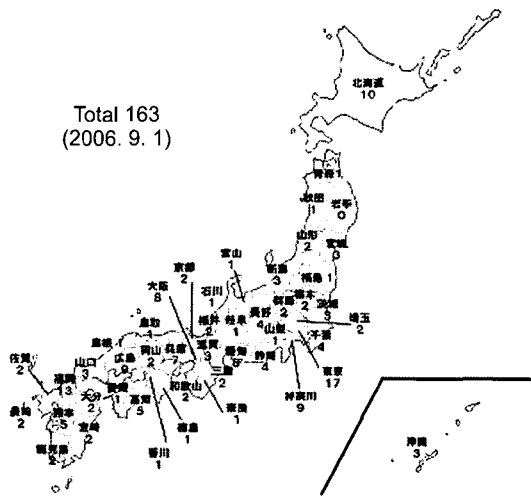 Total 163
(2006. 9. 1)
北海道
10
青森 1
秋田
1
岩手
0
山形
2
宮城
3
新潟
3
福島 1
富山
1
石川
1
京都
2
大阪
8
群馬
2
栃木
2
茨城
3
埼玉
2
長野
4
山梨
1
千葉
4
東京
17
神奈川
9
静岡
4
愛知
8
岐阜
1
福井
2
滋賀
3
三重
2
奈良
1
和歌山
2
兵庫
7
鳥取
1
岡山
2
島根
1
広島
9
山口
3
徳島
1
香川
1
高知
5
愛媛
1
福岡
13
佐賀
2
長崎
2
大分
2
熊本
5
宮崎
2
鹿児島
2
沖縄
3